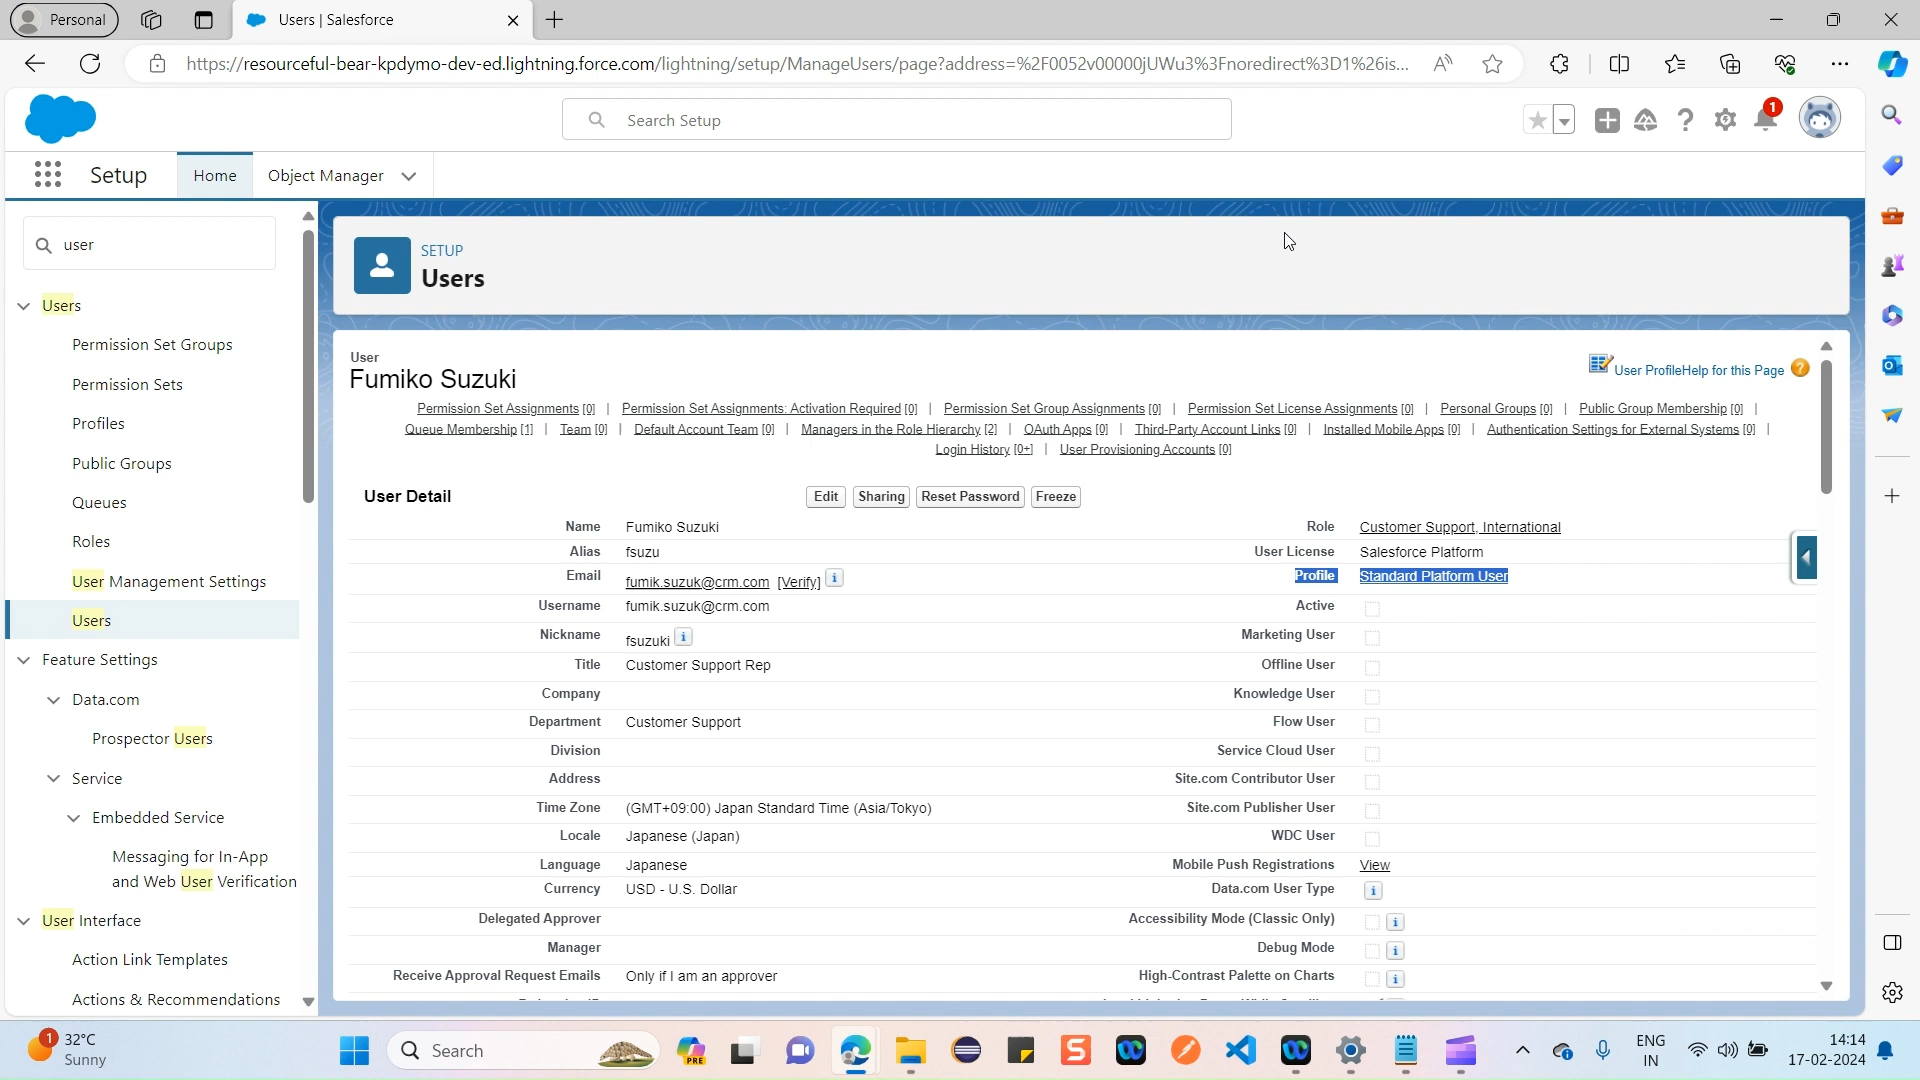 Personal
Users | Salesforce
https://resourceful-bear-kpdymo-dev-ed.lightning.force.com/lightning/setup/ManageUsers/page?address=%2F0052v00000jUWu3%3Fnoredirect%3D1%26is...
Search Setup
1
Setup
Home
Object Manager
user
Users
Permission Set Groups
Permission Sets
Profiles
Public Groups
Queues
Roles
User Management Settings
Users
Feature Settings
Data.com
Prospector Users
Service
Embedded Service
Messaging for In-App
and Web User Verification
User Interface
Action Link Templates
Actions & Recommendations
SETUP
Users
User
Fumiko Suzuki
User Profile Help for this Page ?
Permission Set Assignments [0] | Permission Set Assignments: Activation Required [0] | Permission Set Group Assignments [0] | Permission Set License Assignments [0] | Personal Groups [0] | Public Group Membership [0] |
Queue Membership [1] | Team [0] | Default Account Team [0] | Managers in the Role Hierarchy [2] | OAuth Apps [0] | Third-Party Account Links [0] | Installed Mobile Apps [0] | Authentication Settings for External Systems [0] |
Login History [0+] | User Provisioning Accounts [0]
User Detail
Edit Sharing Reset Password Freeze
Name Fumiko Suzuki
Role Customer Support, International
Alias fsuzu
User License Salesforce Platform
Email fumik.suzuk@crm.com [Verify] i
Profile Standard Platform User
Username fumik.suzuk@crm.com
Active
Nickname fsuzuki i
Marketing User
Title Customer Support Rep
Offline User
Company
Knowledge User
Department Customer Support
Flow User
Division
Service Cloud User
Address
Site.com Contributor User
Time Zone (GMT+09:00) Japan Standard Time (Asia/Tokyo)
Site.com Publisher User
Locale Japanese (Japan)
WDC User
Language Japanese
Mobile Push Registrations View
Currency USD - U.S. Dollar
Data.com User Type i
Delegated Approver
Accessibility Mode (Classic Only) i
Manager
Debug Mode i
Receive Approval Request Emails Only if I am an approver
High-Contrast Palette on Charts i
1
32°C
Sunny
Search
PRE
ENG
IN
14:14
17-02-2024